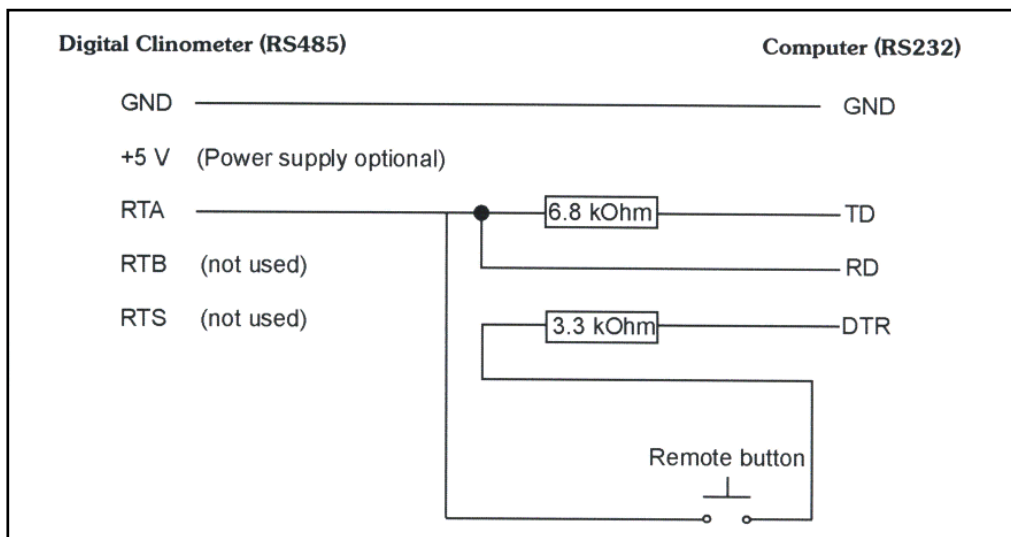 Digital Clinometer (RS485) Computer (RS232)
GND GND
+5 V (Power supply optional)
RTA 6.8 kOhm TD
RTB (not used) RD
RTS (not used) 3.3 kOhm DTR
Remote button